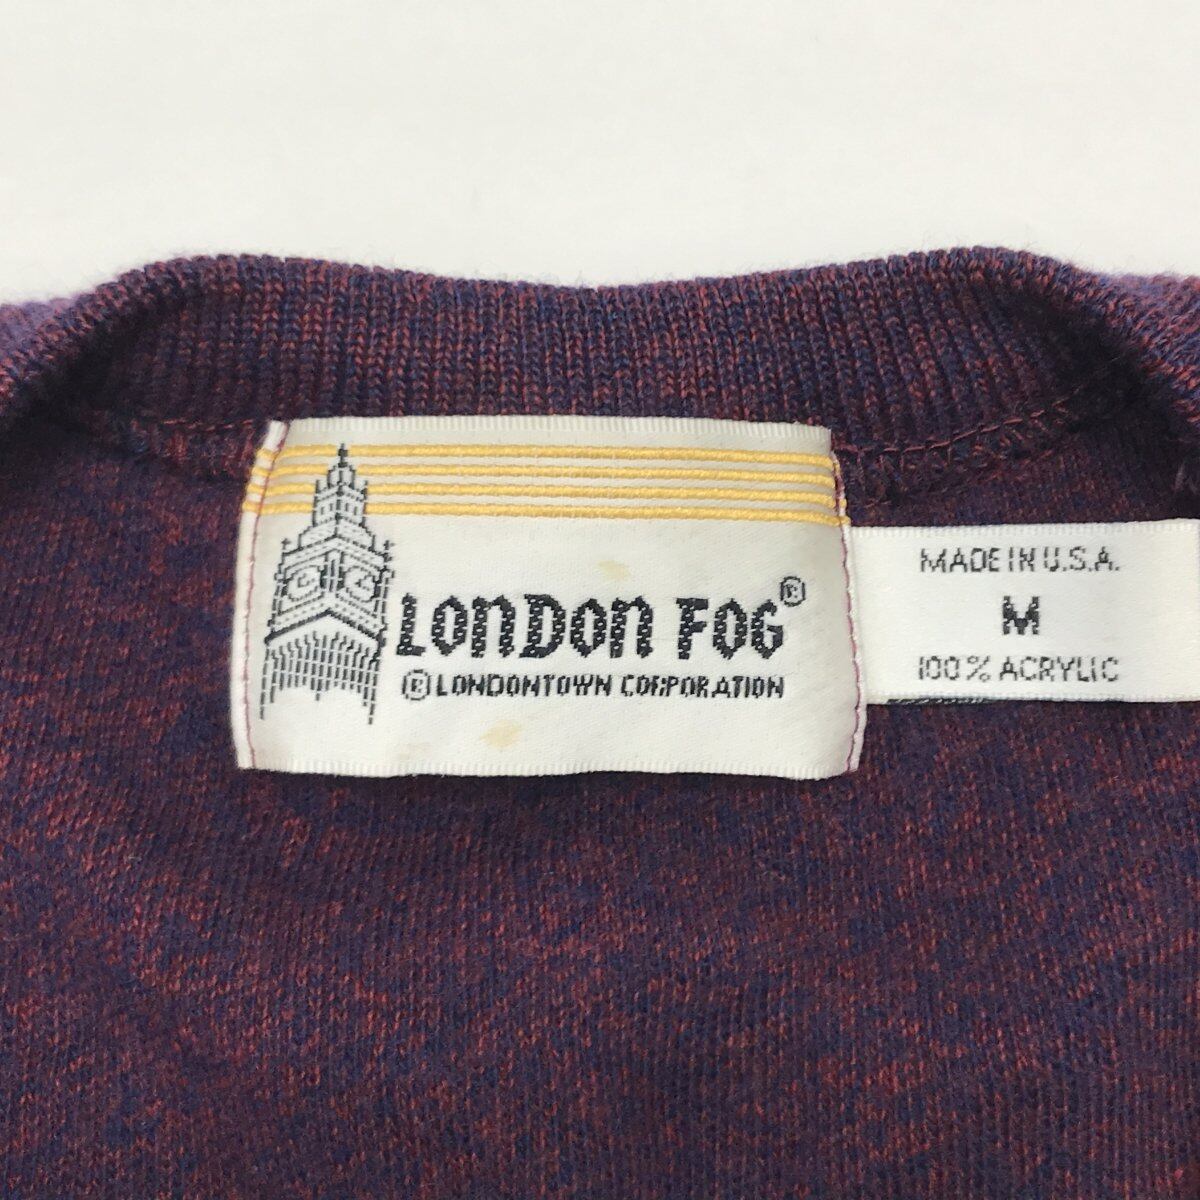 LONDON FOG®
®LONDONTOWN CORPORATION
MADE IN U.S.A.
M
100% ACRYLIC